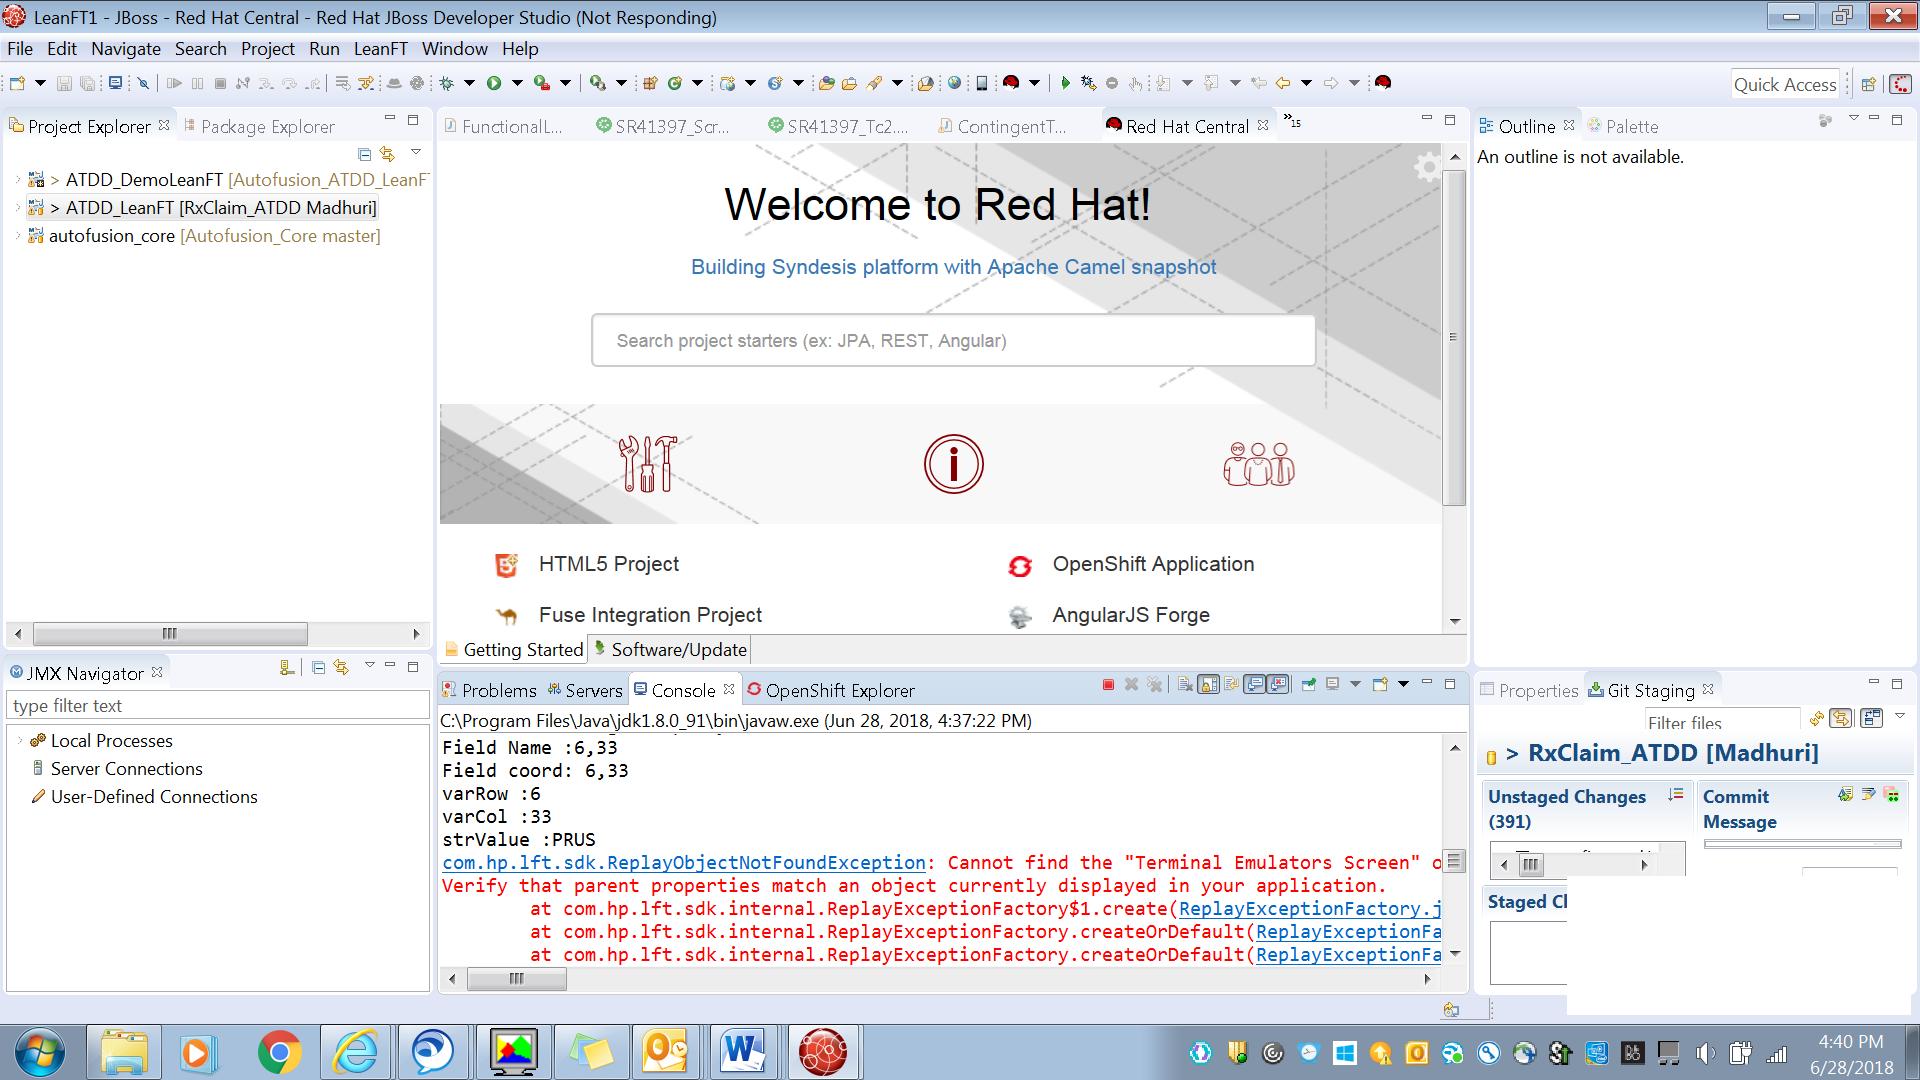 LeanFT1 - JBoss - Red Hat Central - Red Hat JBoss Developer Studio (Not Responding)
File Edit Navigate Search Project Run LeanFT Window Help
Quick Access
Project Explorer Package Explorer
> ATDD_DemoLeanFT [Autofusion_ATDD_LeanFT
> ATDD_LeanFT [RxClaim_ATDD Madhuri]
autofusion_core [Autofusion_Core master]
FunctionalL... SR41397_Scr... SR41397_Tc2.... ContingentT... Red Hat Central »15
Welcome to Red Hat!
Building Syndesis platform with Apache Camel snapshot
Search project starters (ex: JPA, REST, Angular)
HTML5 Project OpenShift Application
Fuse Integration Project AngularJS Forge
Getting Started Software/Update
Outline Palette
An outline is not available.
JMX Navigator
type filter text
Local Processes
Server Connections
User-Defined Connections
Problems Servers Console OpenShift Explorer
C:\Program Files\Java\jdk1.8.0_91\bin\javaw.exe (Jun 28, 2018, 4:37:22 PM)
Field Name :6,33
Field coord: 6,33
varRow :6
varCol :33
strValue :PRUS
com.hp.lft.sdk.ReplayObjectNotFoundException: Cannot find the "Terminal Emulators Screen" o
Verify that parent properties match an object currently displayed in your application.
at com.hp.lft.sdk.internal.ReplayExceptionFactory$1.create(ReplayExceptionFactory.j
at com.hp.lft.sdk.internal.ReplayExceptionFactory.createOrDefault(ReplayExceptionFa
at com.hp.lft.sdk.internal.ReplayExceptionFactory.createOrDefault(ReplayExceptionFa
Properties Git Staging
Filter files
> RxClaim_ATDD [Madhuri]
Unstaged Changes
(391)
Commit
Message
Staged Cl
4:40 PM
6/28/2018